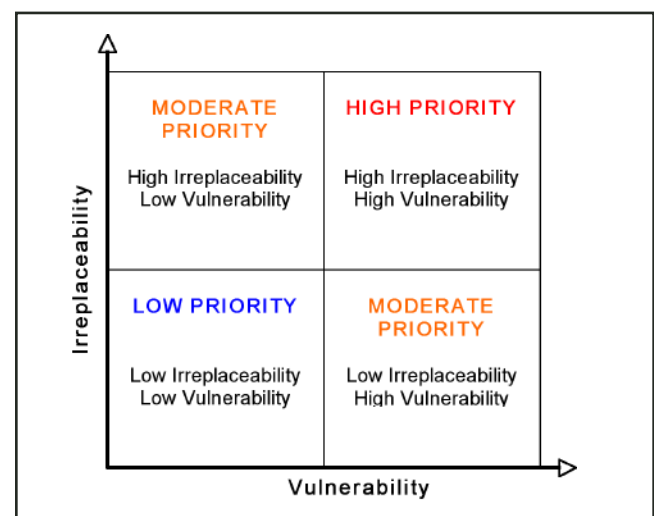 MODERATE
PRIORITY
High Irreplaceability
Low Vulnerability
HIGH PRIORITY
High Irreplaceability
High Vulnerability
LOW PRIORITY
Low Irreplaceability
Low Vulnerability
MODERATE
PRIORITY
Low Irreplaceability
High Vulnerability
Irreplaceability
Vulnerability